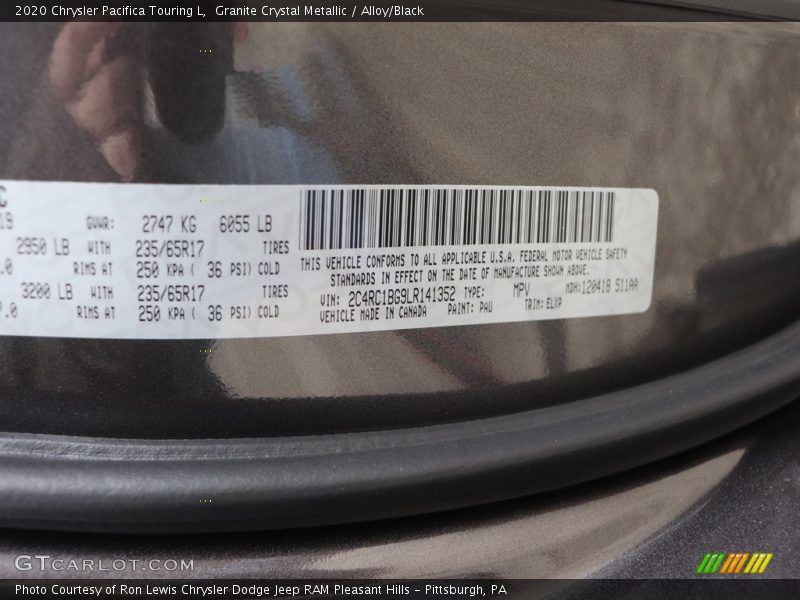 2020 Chrysler Pacifica Touring L,  Granite Crystal Metallic / Alloy/Black
GVWR: 2747 KG 6055 LB
2950 LB WITH 235/65R17 TIRES
RIMS AT 250 KPA ( 36 PSI) COLD
3200 LB WITH 235/65R17 TIRES
RIMS AT 250 KPA ( 36 PSI) COLD
THIS VEHICLE CONFORMS TO ALL APPLICABLE U.S.A. FEDERAL MOTOR VEHICLE SAFETY
STANDARDS IN EFFECT ON THE DATE OF MANUFACTURE SHOWN ABOVE.
VIN: 2C4RC1BG9LR141352 TYPE: MPV MDH:120418 511AA
VEHICLE MADE IN CANADA PAINT: PAU TRIM: ELXP
GTCARLOT.COM
Photo Courtesy of Ron Lewis Chrysler Dodge Jeep RAM Pleasant Hills - Pittsburgh, PA